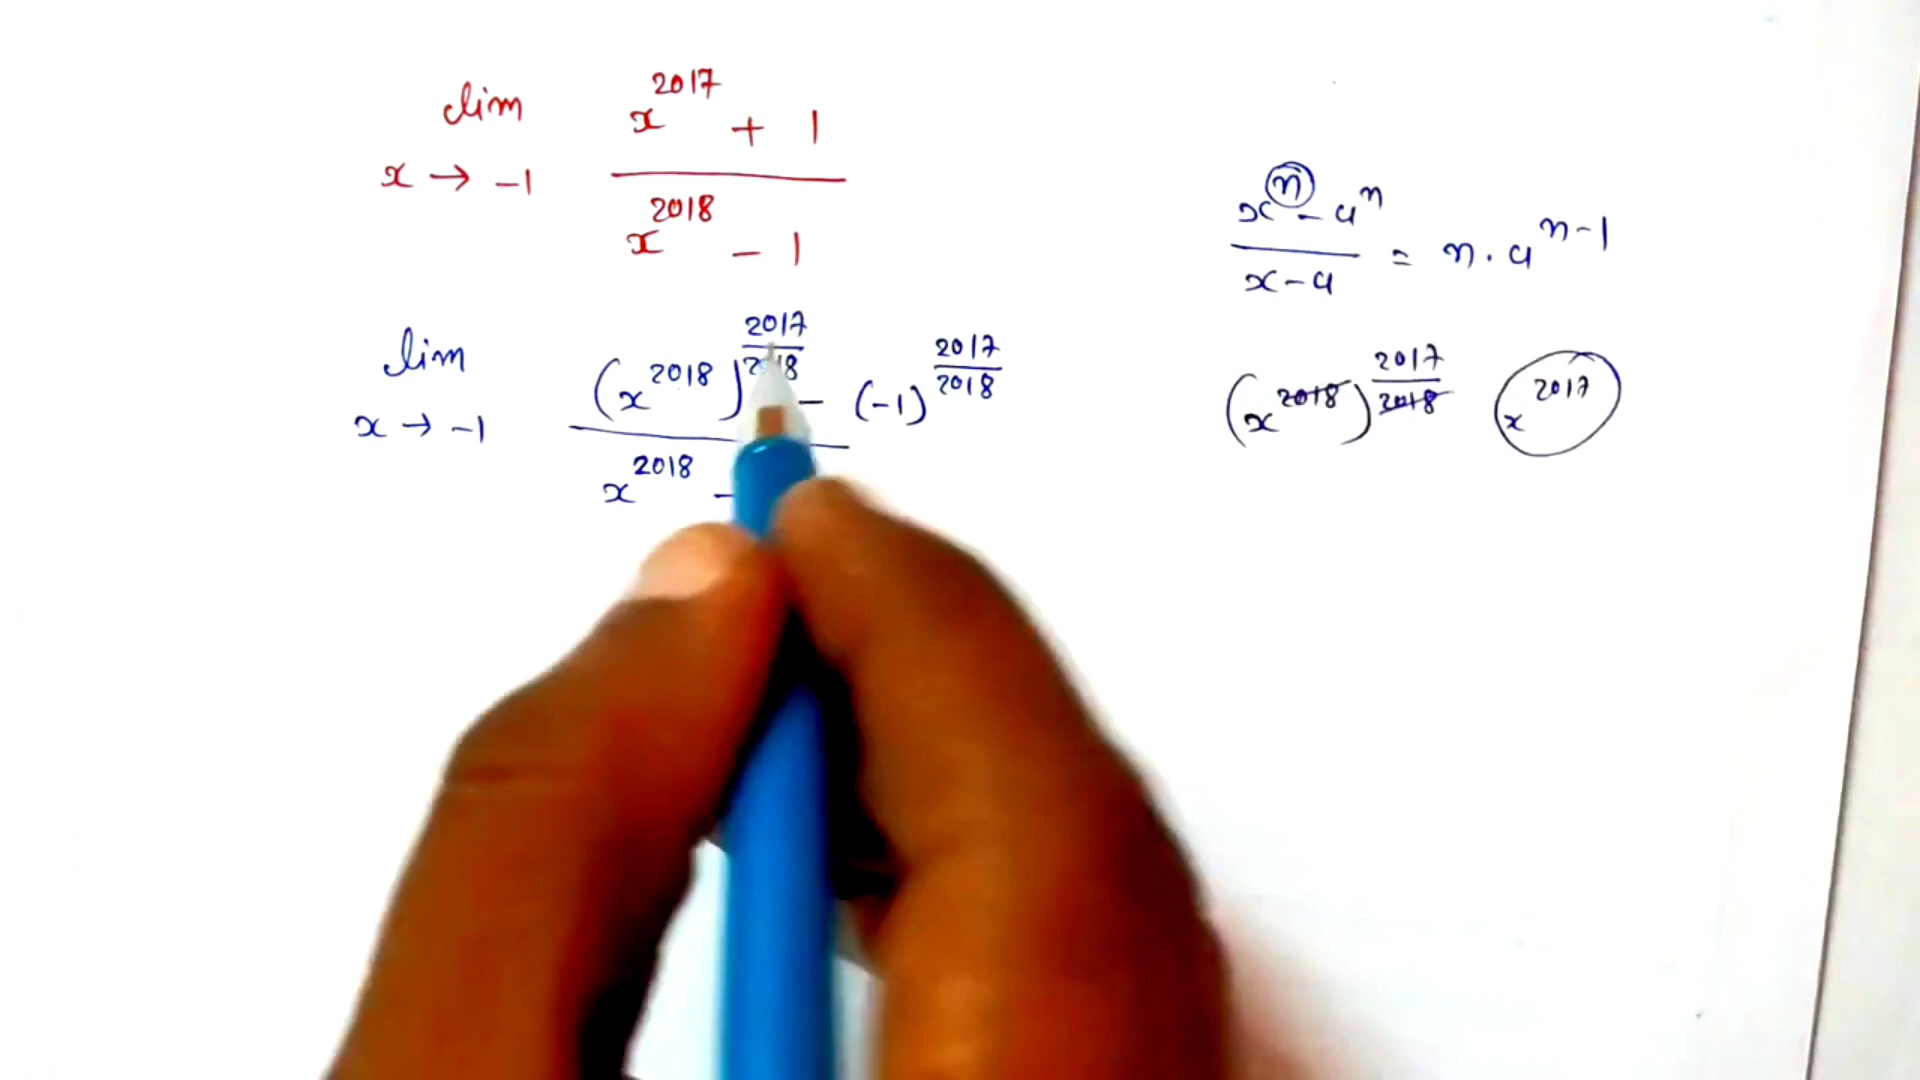 lim x → -1 (x^2017 + 1) / (x^2018 - 1)
(x^n - a^n) / (x - a) = n . a^(n-1)
lim x → -1 ((x^2018)^(2017/2018) - (-1)^(2017/2018)) / (x^2018 -
(x^2018)^(2017/2018) x^2017